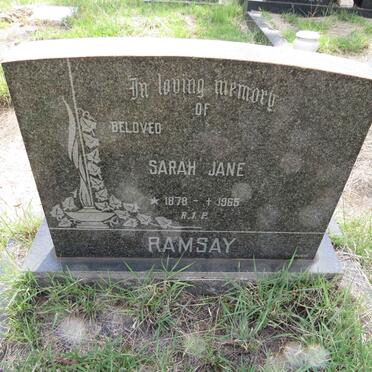 In loving memory
OF
BELOVED
SARAH JANE
* 1878 - + 1965
R.I.P.
RAMSAY